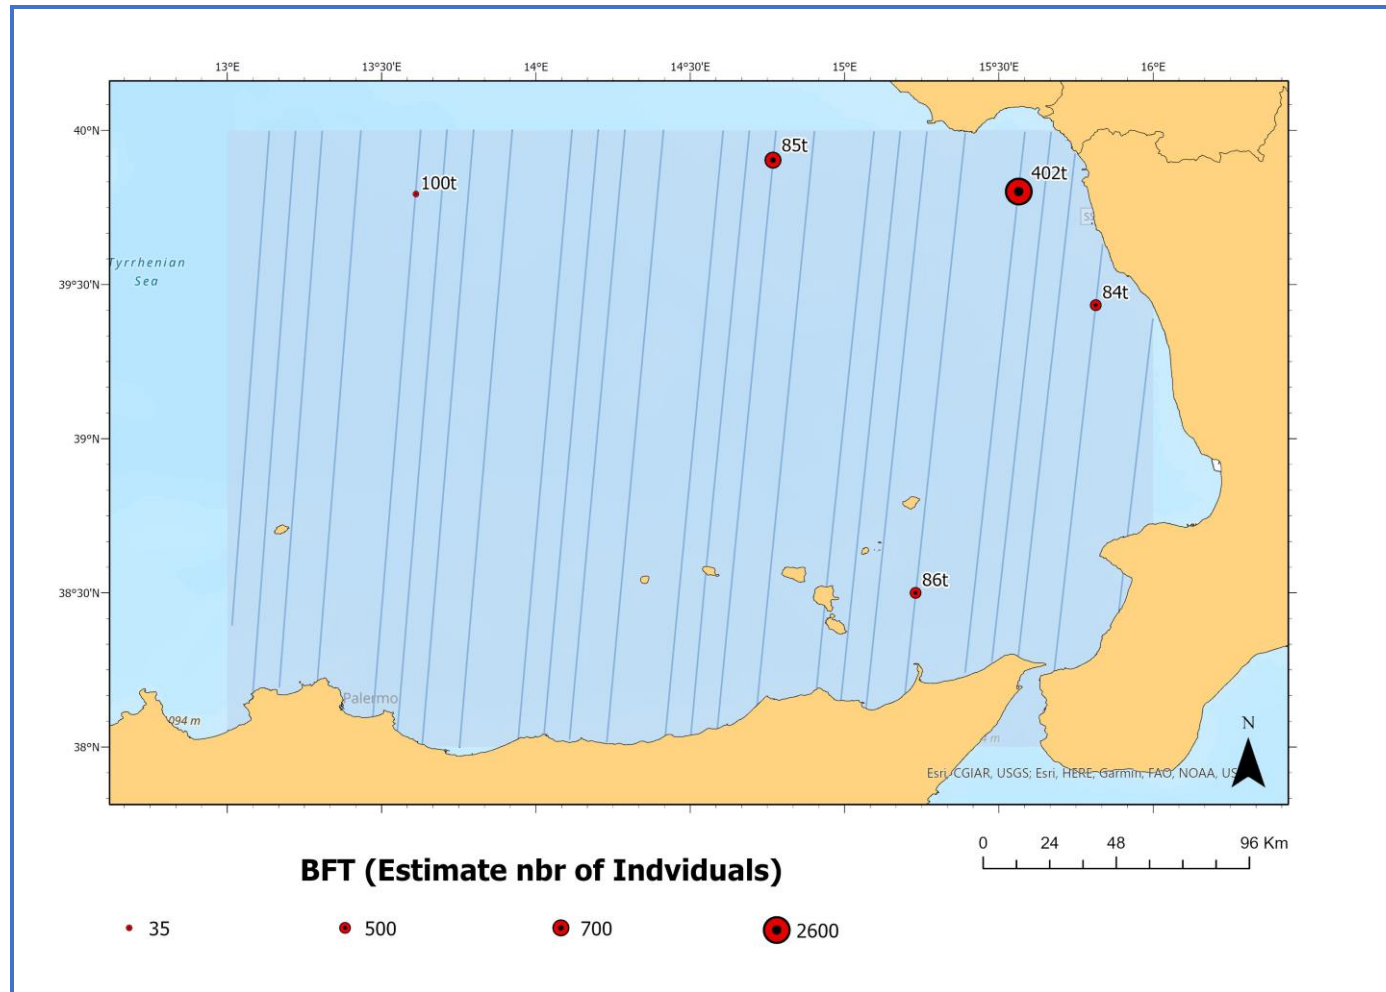 13°E 13°30'E 14°E 14°30'E 15°E 15°30'E 16°E
40°N
85t
402t
100t
Tyrrhenian
Sea
39°30'N
84t
39°N
38°30'N
86t
Palermo
094 m
38°N
N
Esri, CGIAR, USGS; Esri, HERE, Garmin, FAO, NOAA, US
0 24 48 96 Km
BFT (Estimate nbr of Indviduals)
35 500 700 2600